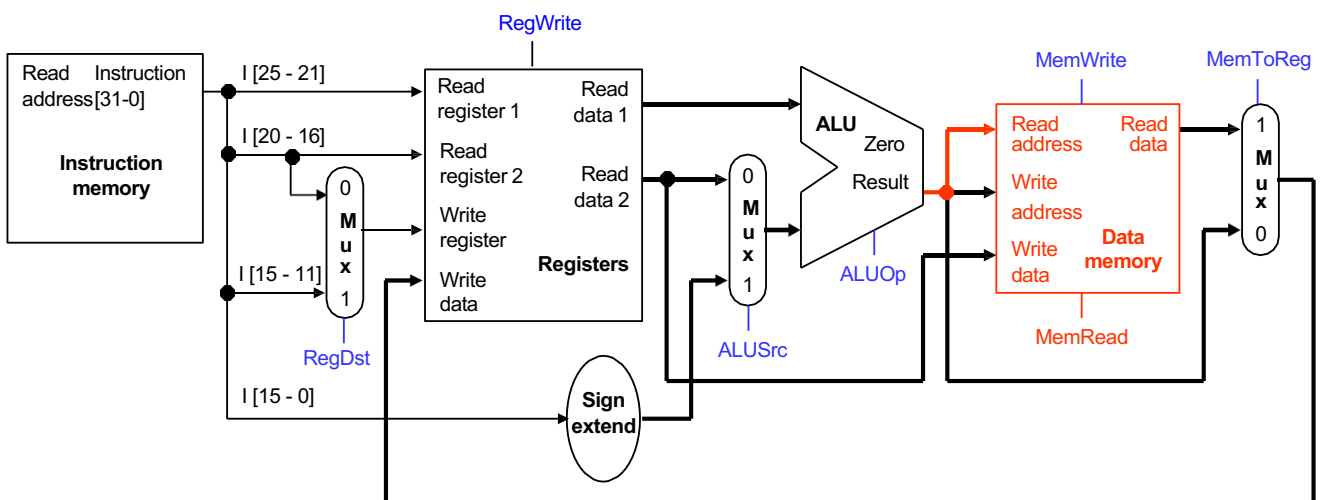 RegWrite
Read Instruction
address[31-0]
Instruction
memory
I [25 - 21]
I [20 - 16]
I [15 - 11]
I [15 - 0]
0
M
u
x
1
RegDst
Read
register 1
Read
data 1
Read
register 2
Read
data 2
Write
register
Registers
Write
data
Sign
extend
0
M
u
x
1
ALUSrc
ALU
Zero
Result
ALUOp
MemWrite
Read
address
Read
data
Write
address
Write
data
Data
memory
MemRead
MemToReg
1
M
u
x
0